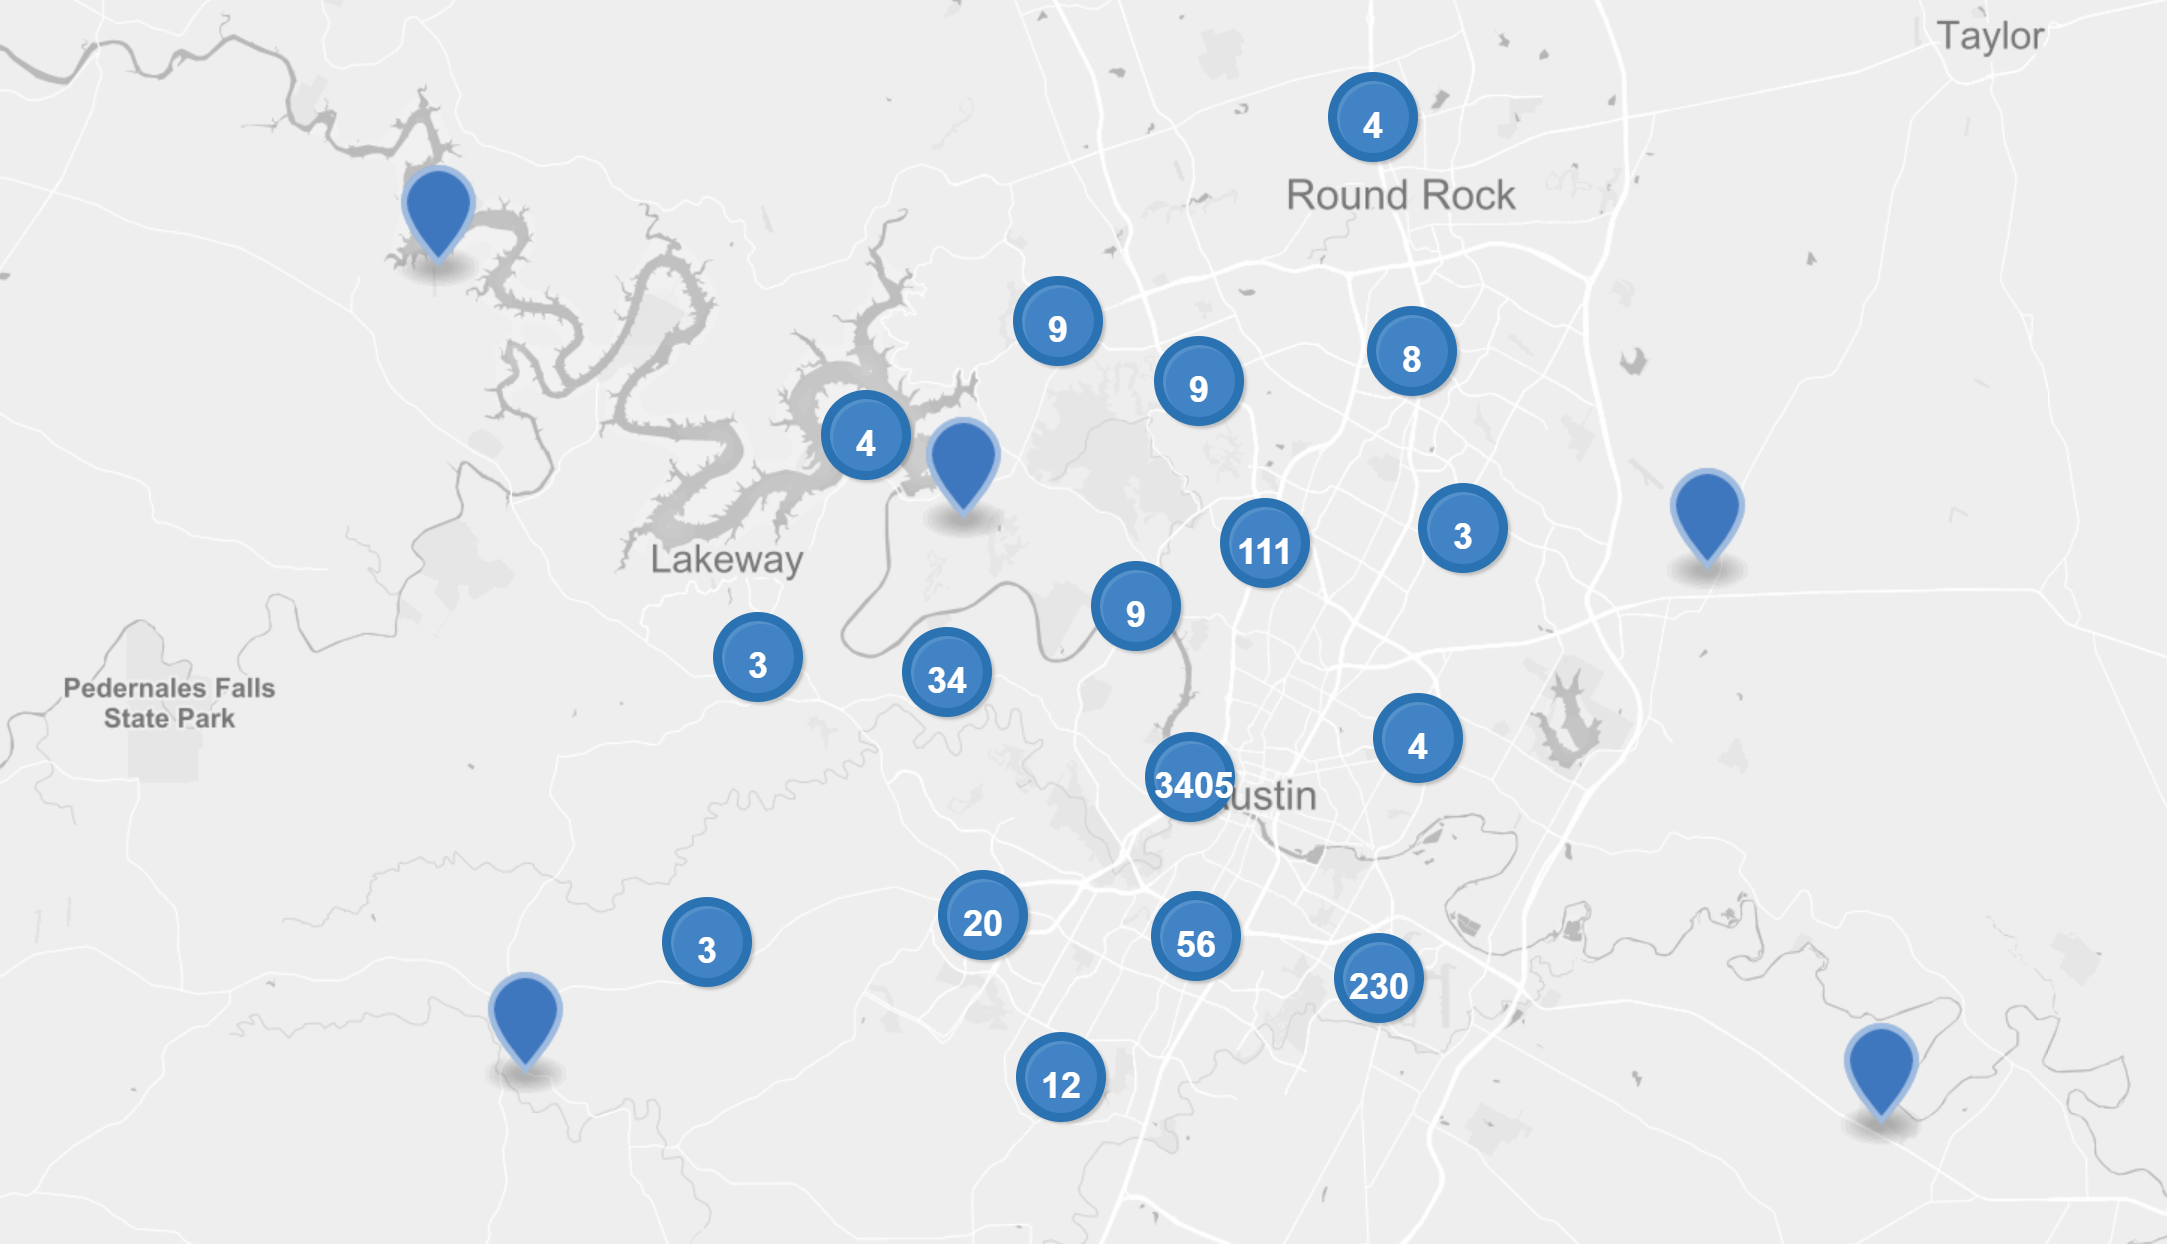 Taylor
4
Round Rock
9
8
9
4
3
111
Lakeway
9
3
34
Pedernales Falls
State Park
4
3405
ustin
20
3
56
230
12